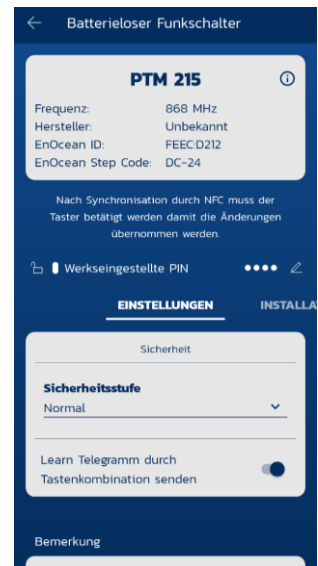 Batterieloser Funkschalter
PTM 215
Frequenz: 868 MHz
Hersteller: Unbekannt
EnOcean ID: FEEC:D212
EnOcean Step Code: DC-24
Nach Synchronisation durch NFC muss der
Taster betätigt werden damit die Änderungen
übernommen werden.
Werkseingestellte PIN ••••
EINSTELLUNGEN INSTALLA
Sicherheit
Sicherheitsstufe
Normal
Learn Telegramm durch
Tastenkombination senden
Bemerkung